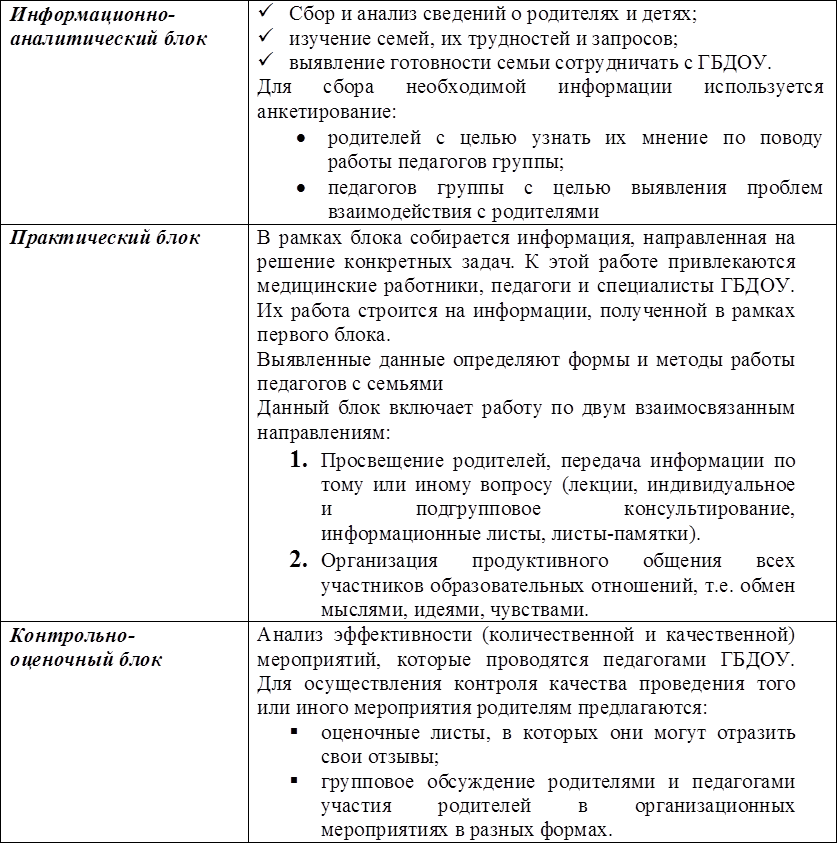 Информационно-
аналитический блок
✓ Сбор и анализ сведений о родителях и детях;
✓ изучение семей, их трудностей и запросов;
✓ выявление готовности семьи сотрудничать с ГБДОУ.
Для сбора необходимой информации используется
анкетирование:
• родителей с целью узнать их мнение по поводу
работы педагогов группы;
• педагогов группы с целью выявления проблем
взаимодействия с родителями
Практический блок
В рамках блока собирается информация, направленная на
решение конкретных задач. К этой работе привлекаются
медицинские работники, педагоги и специалисты ГБДОУ.
Их работа строится на информации, полученной в рамках
первого блока.
Выявленные данные определяют формы и методы работы
педагогов с семьями
Данный блок включает работу по двум взаимосвязанным
направлениям:
1. Просвещение родителей, передача информации по
тому или иному вопросу (лекции, индивидуальное
и подгрупповое консультирование,
информационные листы, листы-памятки).
2. Организация продуктивного общения всех
участников образовательных отношений, т.е. обмен
мыслями, идеями, чувствами.
Контрольно-
оценочный блок
Анализ эффективности (количественной и качественной)
мероприятий, которые проводятся педагогами ГБДОУ.
Для осуществления контроля качества проведения того
или иного мероприятия родителям предлагаются:
▪ оценочные листы, в которых они могут отразить
свои отзывы;
▪ групповое обсуждение родителями и педагогами
участия родителей в организационных
мероприятиях в разных формах.